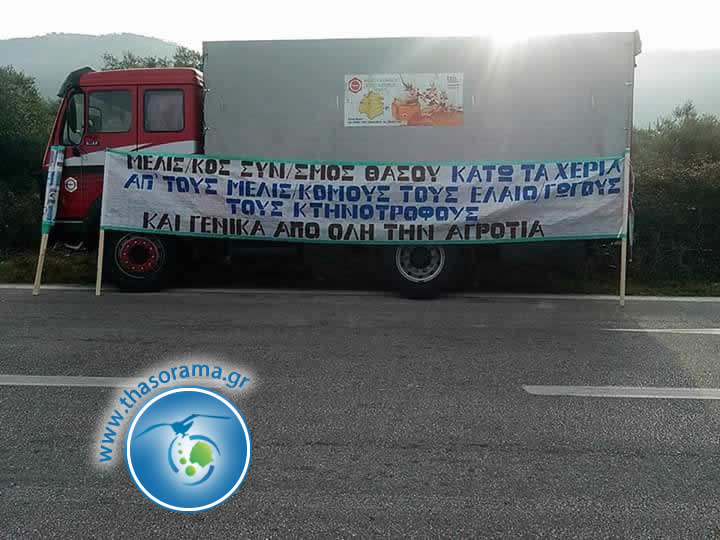 ΜΕΛΙΣ/ΚΟΣ ΣΥΝ/ΣΜΟΣ ΘΑΣΟΥ ΚΑΤΩ ΤΑ ΧΕΡΙΑ
ΑΠ' ΤΟΥΣ ΜΕΛΙΣ/ΚΟΜΟΥΣ ΤΟΥΣ ΕΛΑΙΟ/ΓΩΓΟΥΣ
ΤΟΥΣ ΚΤΗΝΟΤΡΟΦΟΥΣ
ΚΑΙ ΓΕΝΙΚΑ ΑΠΟ ΟΛΗ ΤΗΝ ΑΓΡΟΤΙΑ
www.thasorama.gr